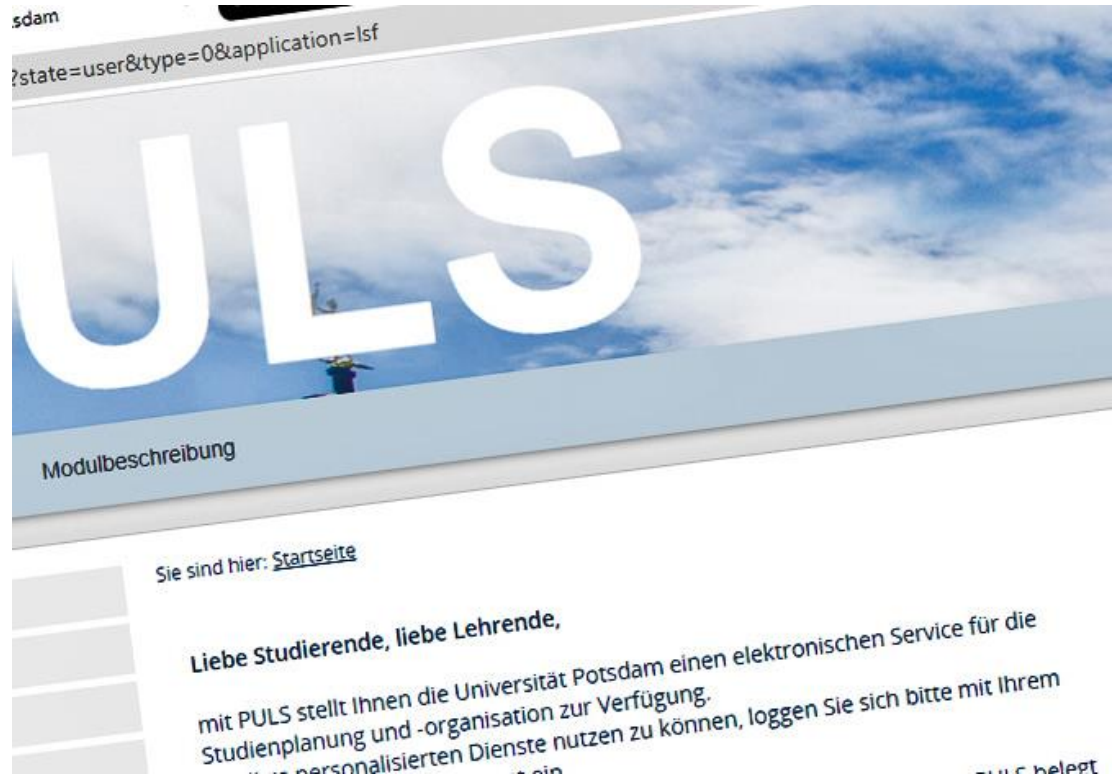 sdam
?state=user&type=0&application=lsf
ULS
Modulbeschreibung
Sie sind hier: Startseite
Liebe Studierende, liebe Lehrende,
mit PULS stellt Ihnen die Universität Potsdam einen elektronischen Service für die
Studienplanung und -organisation zur Verfügung.
personalisierten Dienste nutzen zu können, loggen Sie sich bitte mit Ihrem
ein.
PULS belegt